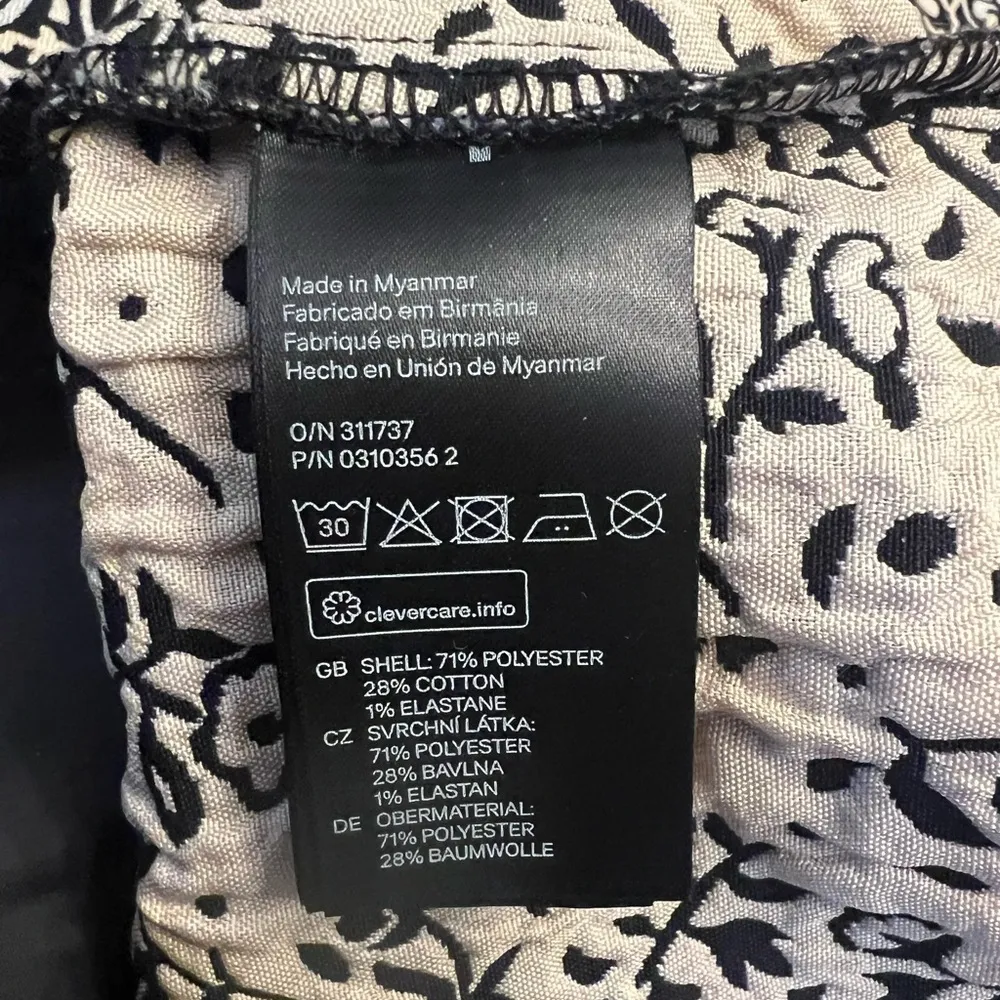 Made in Myanmar
Fabricado em Birmânia
Fabriqué en Birmanie
Hecho en Unión de Myanmar
O/N 311737
P/N 0310356 2
30
clevercare.info
GB SHELL: 71% POLYESTER
28% COTTON
1% ELASTANE
CZ SVRCHNÍ LÁTKA:
71% POLYESTER
28% BAVLNA
1% ELASTAN
DE OBERMATERIAL:
71% POLYESTER
28% BAUMWOLLE